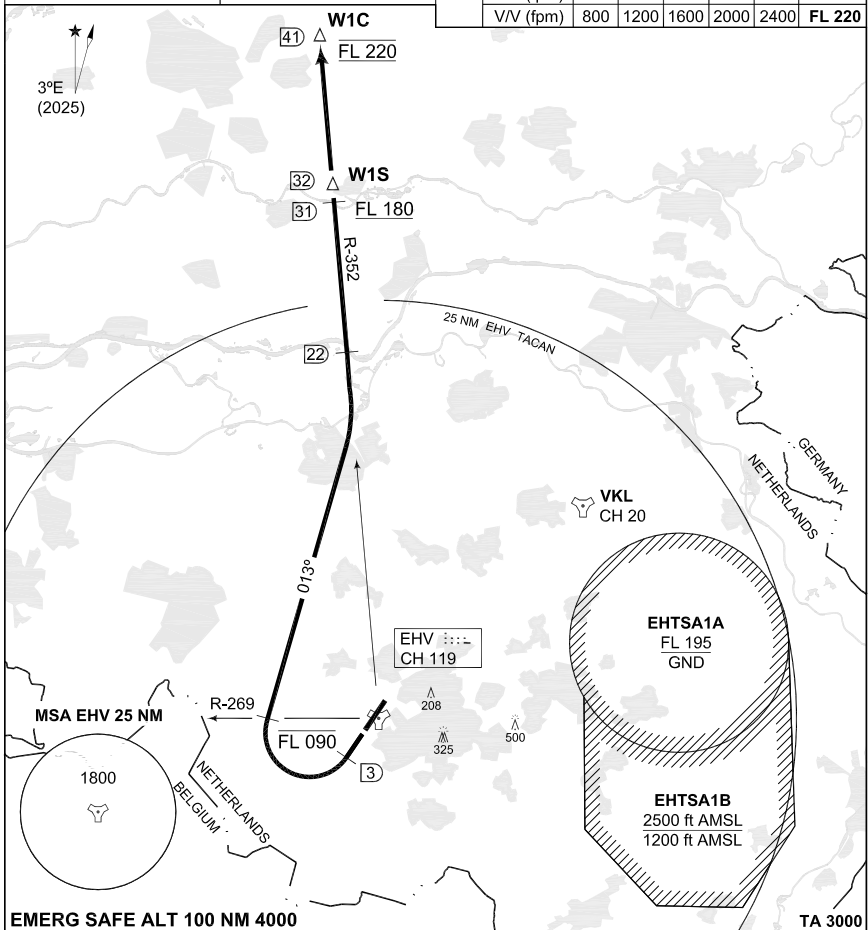 V/V (fpm) 800 1200 1600 2000 2400 FL 220
W1C
41
FL 220
3ºE
(2025)
W1S
32
31
FL 180
R-352
25 NM EHV TACAN
22
GERMANY
NETHERLANDS
VKL
CH 20
013º
EHTSA1A
FL 195
GND
EHV
CH 119
R-269
208
MSA EHV 25 NM
FL 090
325
500
3
1800
NETHERLANDS
BELGIUM
EHTSA1B
2500 ft AMSL
1200 ft AMSL
EMERG SAFE ALT 100 NM 4000
TA 3000